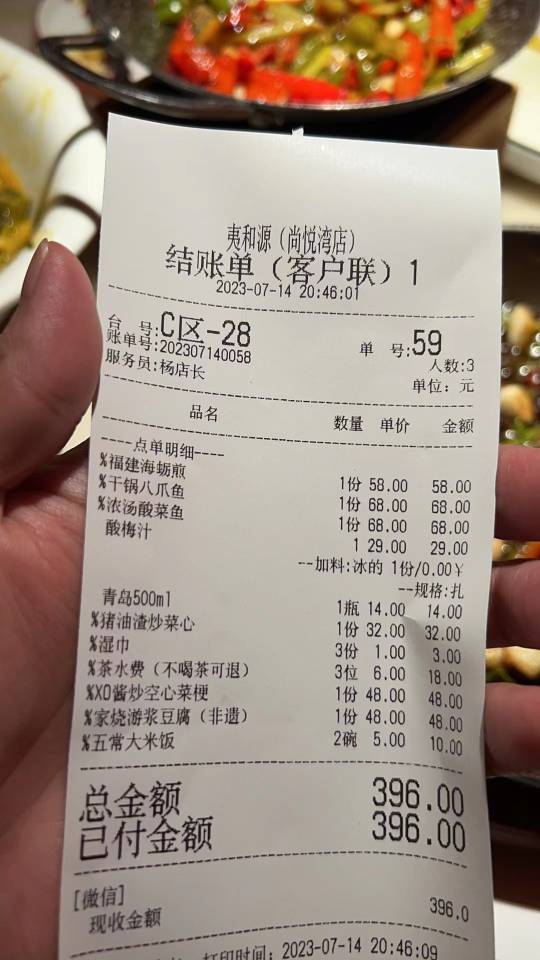 夷和源（尚悦湾店）
结账单（客户联）1
2023-07-14 20:46:01
台 号:C区-28 单 号:59
账单号:202307140058 人数:3
服务员:杨店长 单位: 元
品名 数量 单价 金额
----点单明细----
%福建海蛎煎 1份 58.00 58.00
%干锅八爪鱼 1份 68.00 68.00
%浓汤酸菜鱼 1份 68.00 68.00
酸梅汁 1 29.00 29.00
--加料:冰的 1份/0.00￥
--规格:扎
青岛500ml 1瓶 14.00 14.00
%猪油渣炒菜心 1份 32.00 32.00
%湿巾 3份 1.00 3.00
%茶水费（不喝茶可退） 3位 6.00 18.00
%XO酱炒空心菜梗 1份 48.00 48.00
%家烧游浆豆腐（非遗） 1份 48.00 48.00
%五常大米饭 2碗 5.00 10.00
总金额 396.00
已付金额 396.00
[微信]
现收金额 396.0
打印时间: 2023-07-14 20:46:09